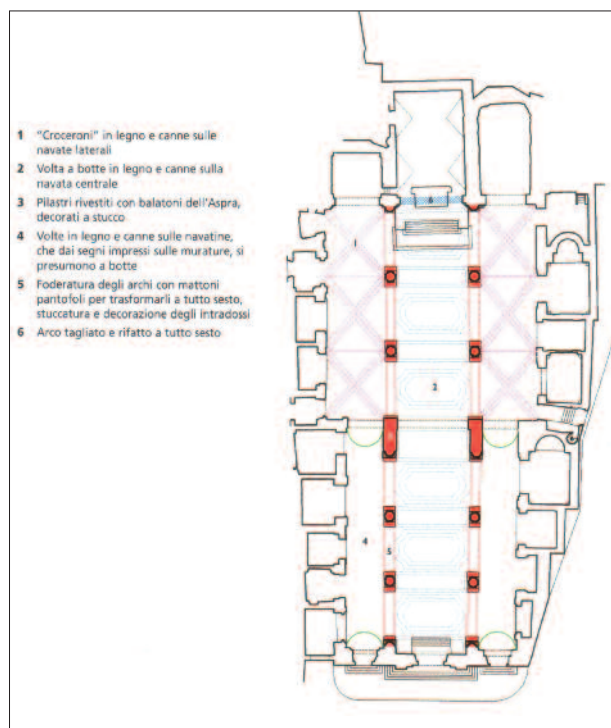 1 "Croceroni" in legno e canne sulle
navate laterali
2 Volta a botte in legno e canne sulla
navata centrale
3 Pilastri rivestiti con balatoni dell'Aspra,
decorati a stucco
4 Volte in legno e canne sulle navatine,
che dai segni impressi sulle murature, si
presumono a botte
5 Foderatura degli archi con mattoni
pantofoli per trasformarli a tutto sesto,
stuccatura e decorazione degli intradossi
6 Arco tagliato e rifatto a tutto sesto
6
1
2
4
5